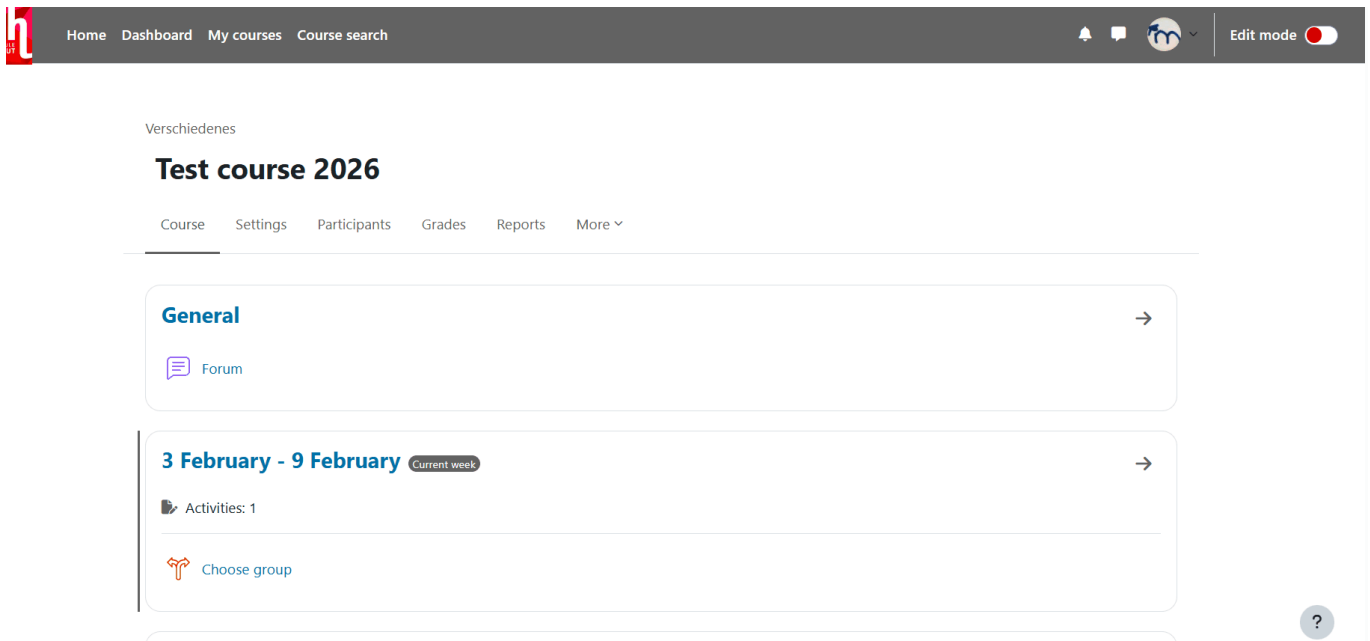 Home Dashboard My courses Course search Edit mode
Verschiedenes
Test course 2026
Course Settings Participants Grades Reports More
General
Forum
3 February - 9 February Current week
Activities: 1
Choose group
?